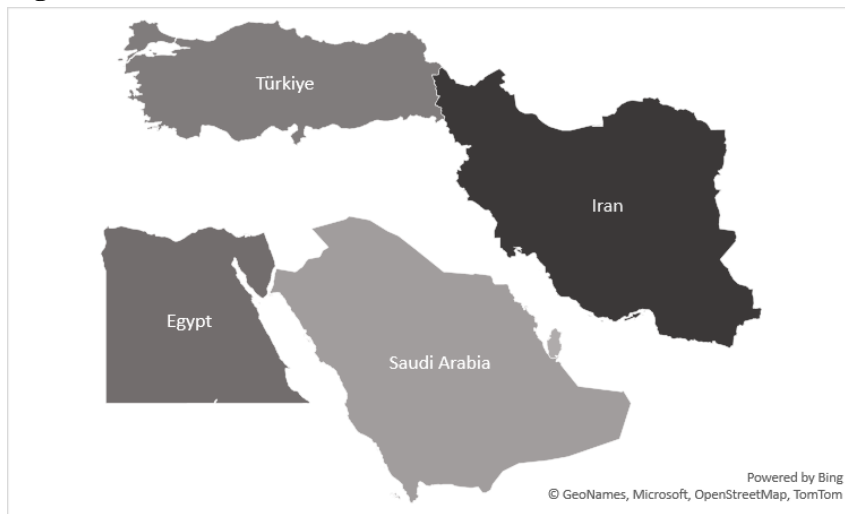 Türkiye
Iran
Egypt
Saudi Arabia
Powered by Bing
© GeoNames, Microsoft, OpenStreetMap, TomTom